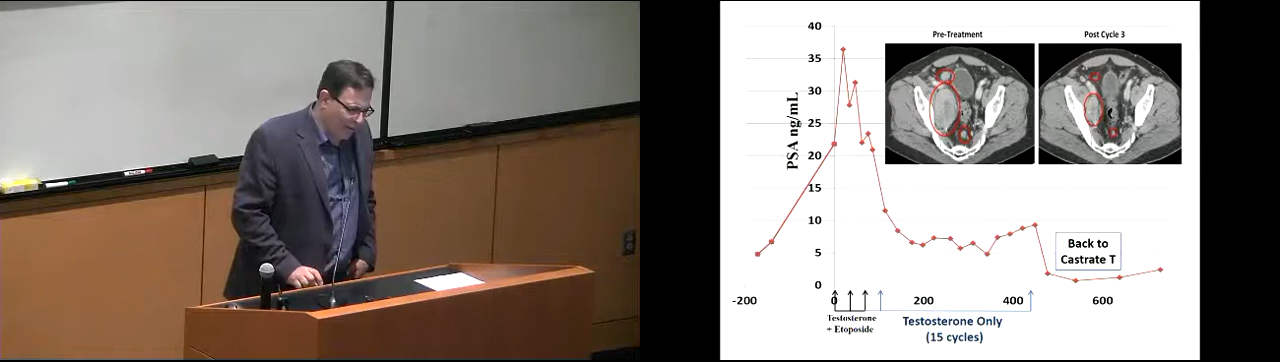 Pre-Treatment
Post Cycle 3
PSA ng/mL
40
35
30
25
20
15
10
5
0
-200
0
200
400
600
Back to
Castrate T
Testosterone
+ Etoposide
Testosterone Only
(15 cycles)